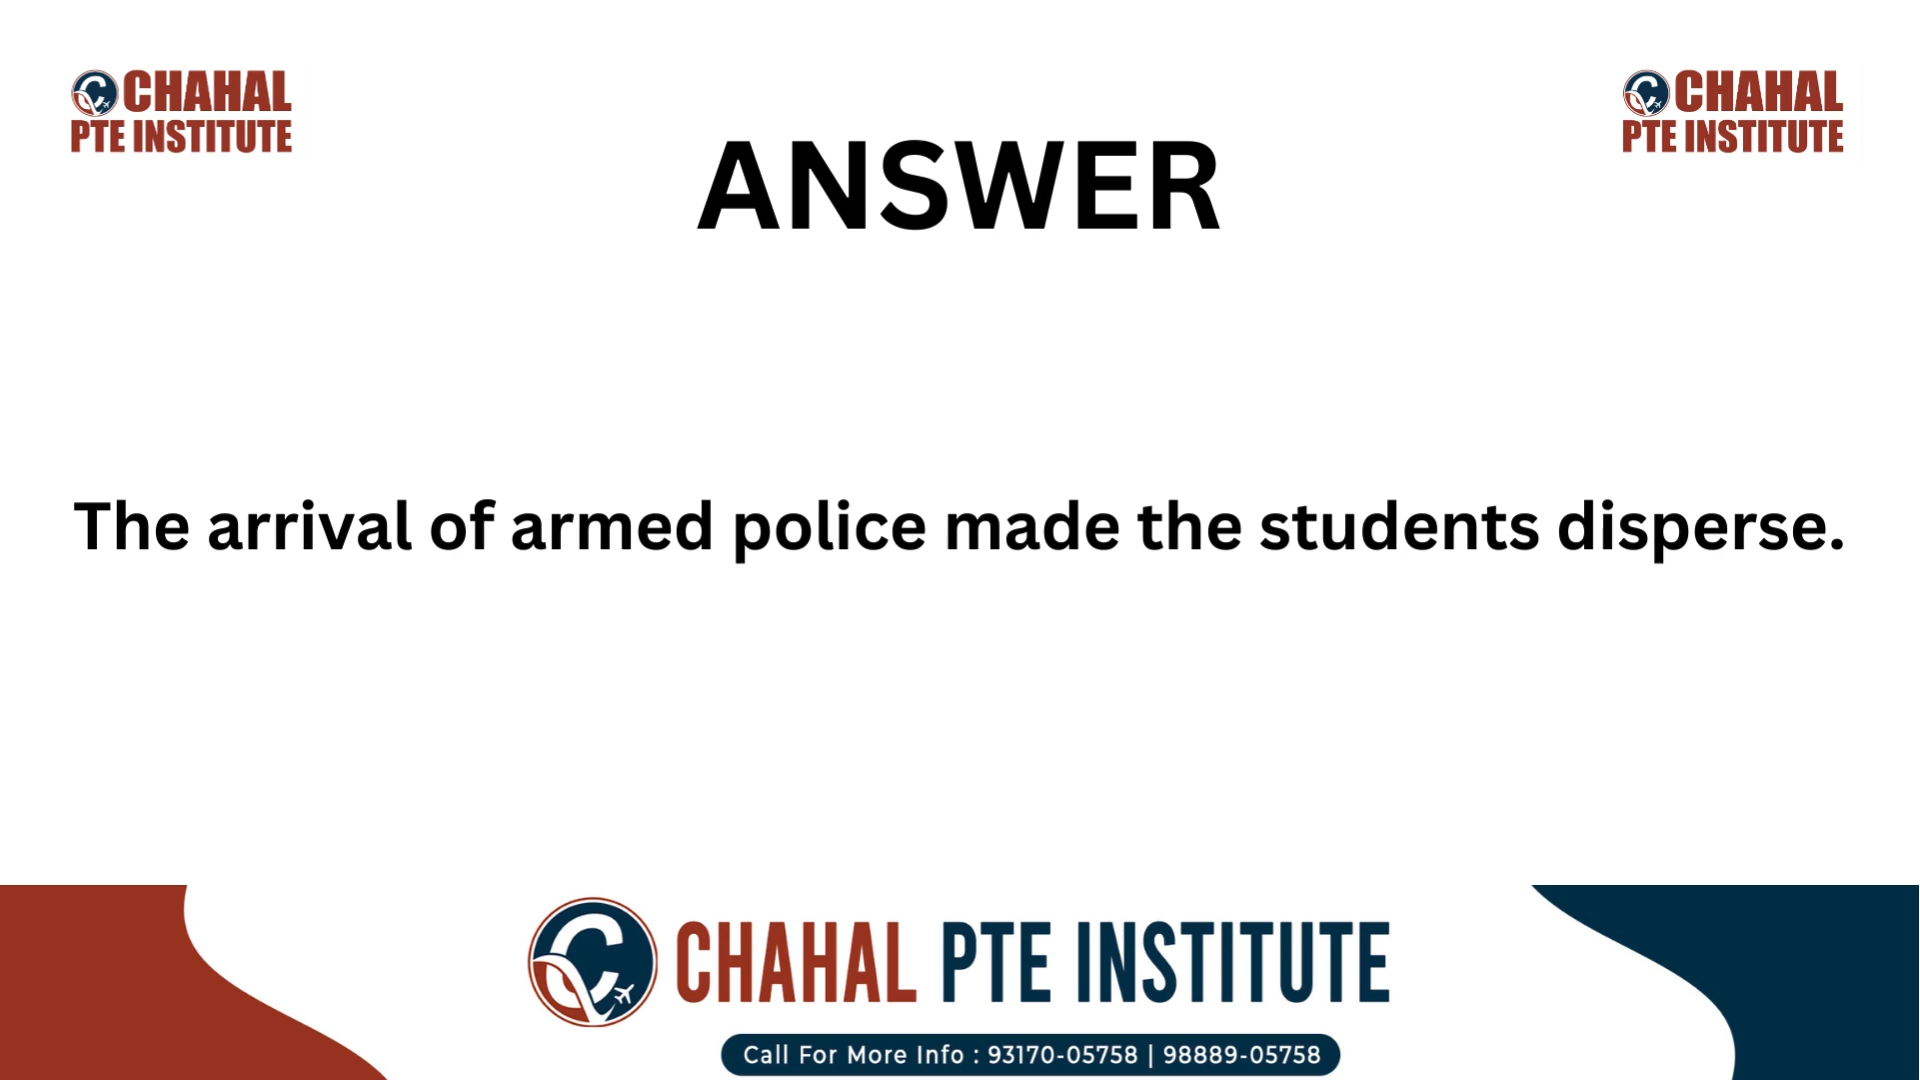 CHAHAL
PTE INSTITUTE
CHAHAL
PTE INSTITUTE
ANSWER
The arrival of armed police made the students disperse.
CHAHAL PTE INSTITUTE
Call For More Info : 93170-05758 | 98889-05758